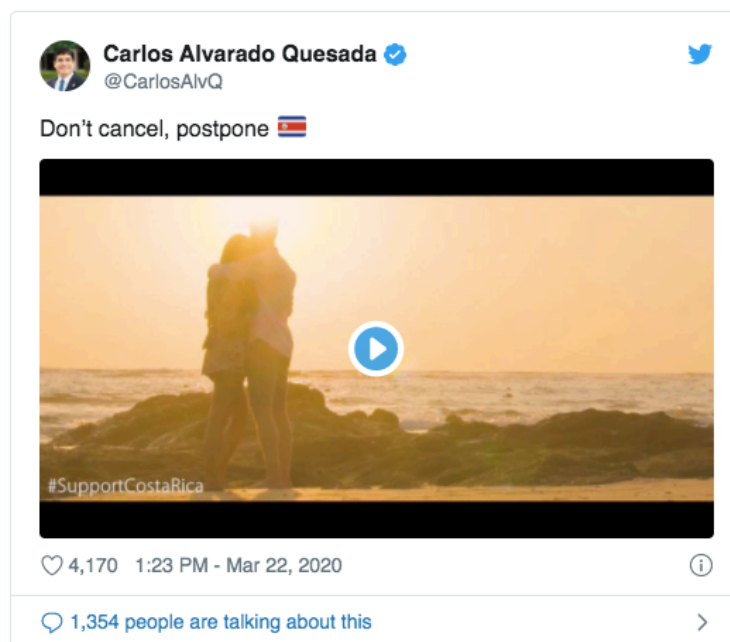 Carlos Alvarado Quesada
@CarlosAlvQ
Don't cancel, postpone 🇨🇷
#SupportCostaRica
4,170 1:23 PM - Mar 22, 2020
1,354 people are talking about this